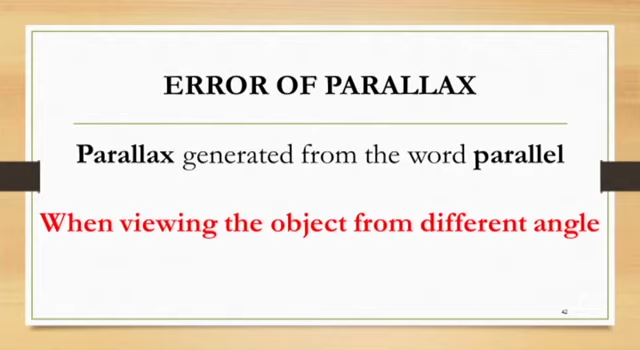 ERROR OF PARALLAX
Parallax generated from the word parallel
When viewing the object from different angle
42